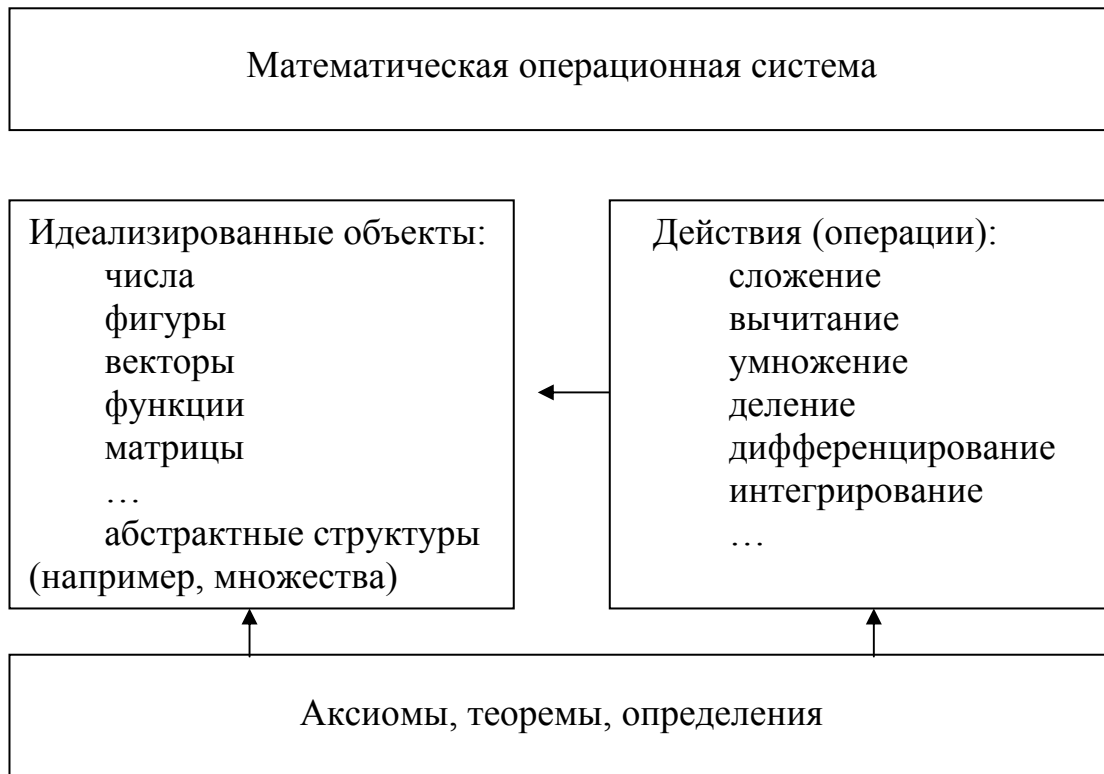 Математическая операционная система
Идеализированные объекты:
числа
фигуры
векторы
функции
матрицы
…
абстрактные структуры
(например, множества)
Действия (операции):
сложение
вычитание
умножение
деление
дифференцирование
интегрирование
…
Аксиомы, теоремы, определения